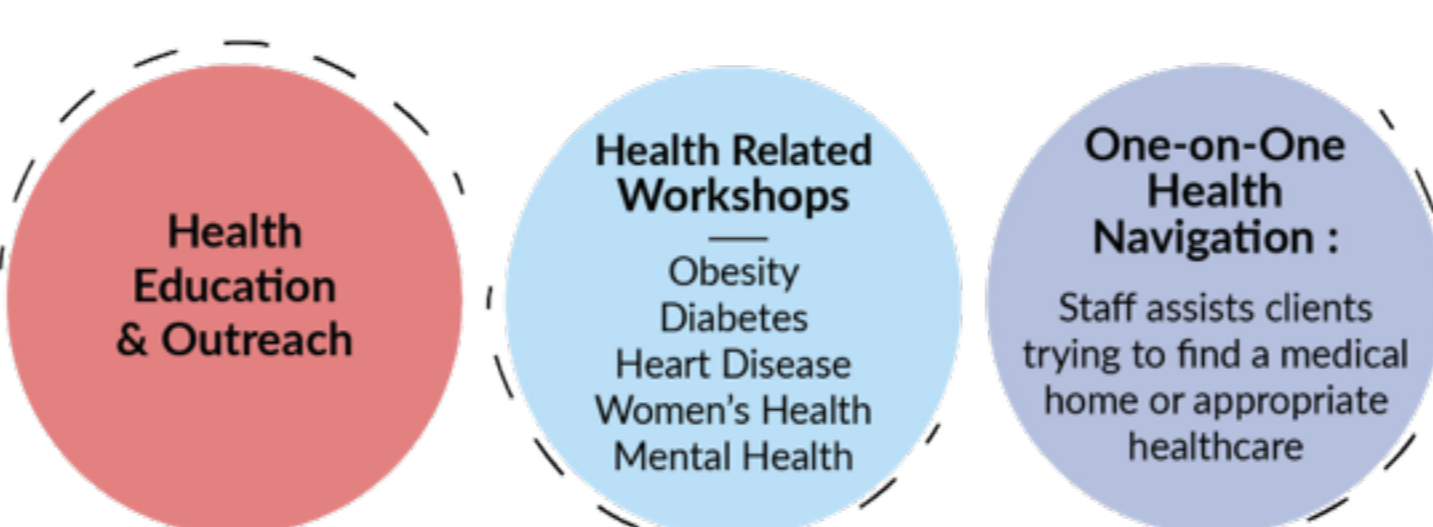 Health
Education
& Outreach
Health Related
Workshops
Obesity
Diabetes
Heart Disease
Women’s Health
Mental Health
One-on-One
Health
Navigation :
Staff assists clients
trying to find a medical
home or appropriate
healthcare